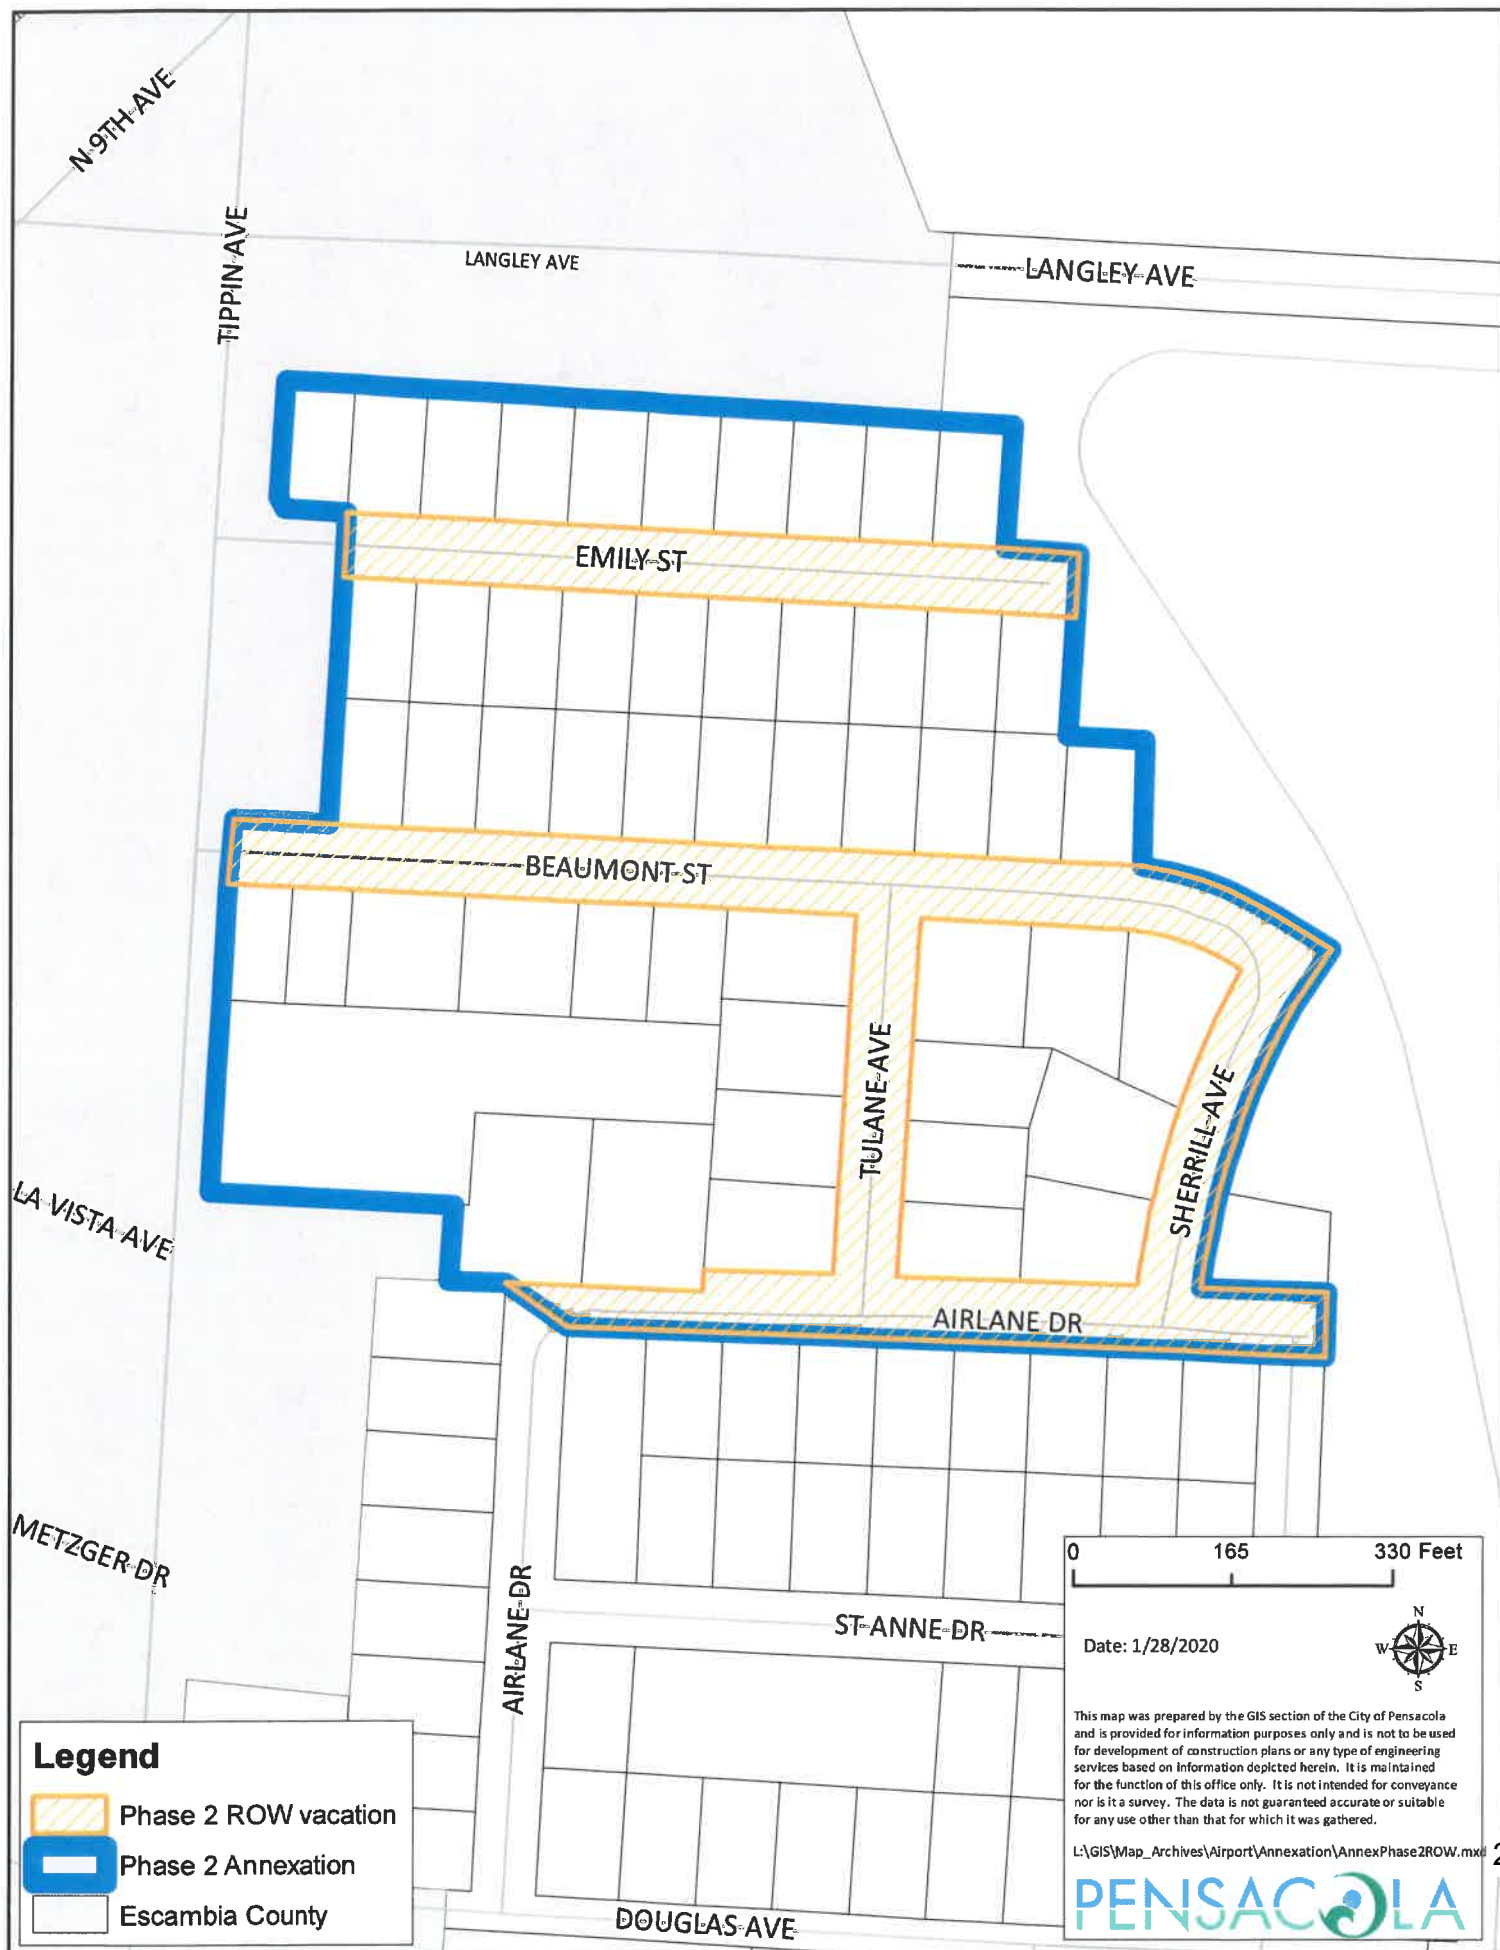 N 9TH AVE
TIPPIN AVE
LANGLEY AVE
LANGLEY AVE
EMILY ST
BEAUMONT ST
TULANE AVE
SHERRILL AVE
LA VISTA AVE
AIRLANE DR
METZGER DR
AIRLANE DR
ST ANNE DR
DOUGLAS AVE
Legend
Phase 2 ROW vacation
Phase 2 Annexation
Escambia County
0 165 330 Feet
Date: 1/28/2020
N
W E
S
This map was prepared by the GIS section of the City of Pensacola
and is provided for information purposes only and is not to be used
for development of construction plans or any type of engineering
services based on information depicted herein. It is maintained
for the function of this office only. It is not intended for conveyance
nor is it a survey. The data is not guaranteed accurate or suitable
for any use other than that for which it was gathered.
L:\GIS\Map_Archives\Airport\Annexation\AnnexPhase2ROW.mxd
PENSACOLA